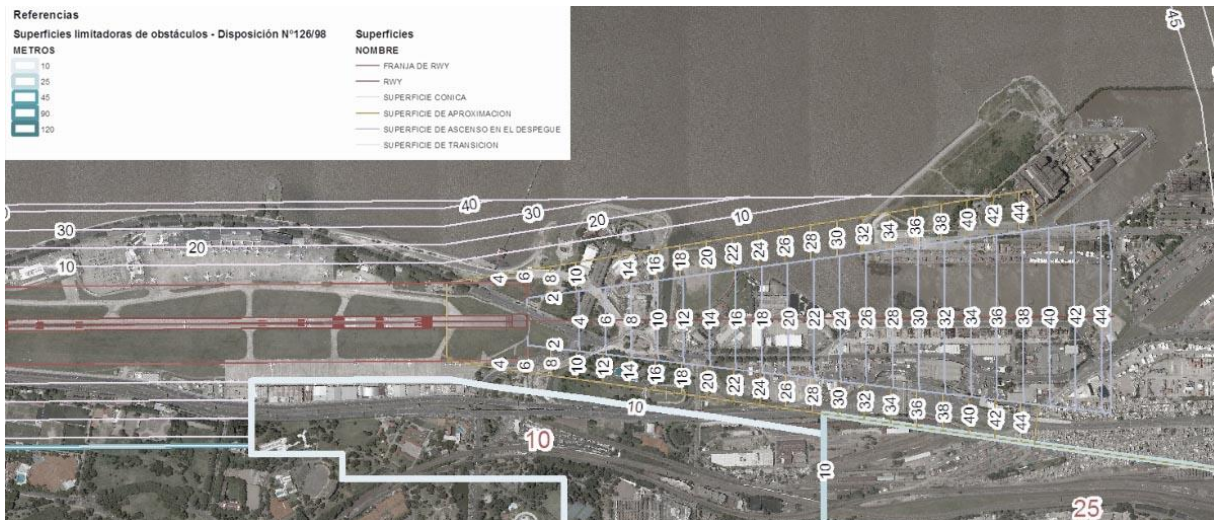 Referencias
Superficies limitadoras de obstáculos - Disposición Nº126/98
METROS
10
25
45
90
120
Superficies
NOMBRE
FRANJA DE RWY
RWY
SUPERFICIE CONICA
SUPERFICIE DE APROXIMACION
SUPERFICIE DE ASCENSO EN EL DESPEGUE
SUPERFICIE DE TRANSICION
45
40
30
20
10
30
20
10
4 6 8 10 14 16 18 20 22 24 26 28 30 32 34 36 38 40 42 44
2 4 6 8 10 12 14 16 18 20 22 24 26 28 30 32 34 36 38 40 42 44
2
4 6 8 10 12 14 16 18 20 22 24 26 28 30 32 34 36 38 40 42 44
10
10
10
25